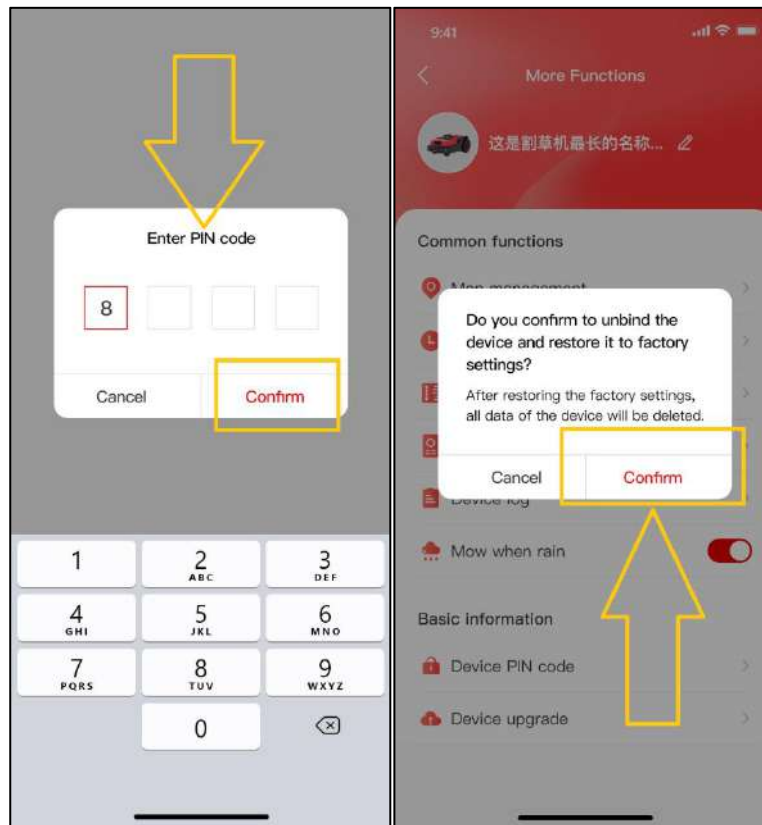 Enter PIN code
8
Cancel
Confirm
1
2
ABC
3
DEF
4
GHI
5
JKL
6
MNO
7
PQRS
8
TUV
9
WXYZ
0
9:41
More Functions
这是割草机最长的名称...
Common functions
Map management
Do you confirm to unbind the
device and restore it to factory
settings?
After restoring the factory settings,
all data of the device will be deleted.
Cancel
Confirm
Device log
Mow when rain
Basic information
Device PIN code
Device upgrade